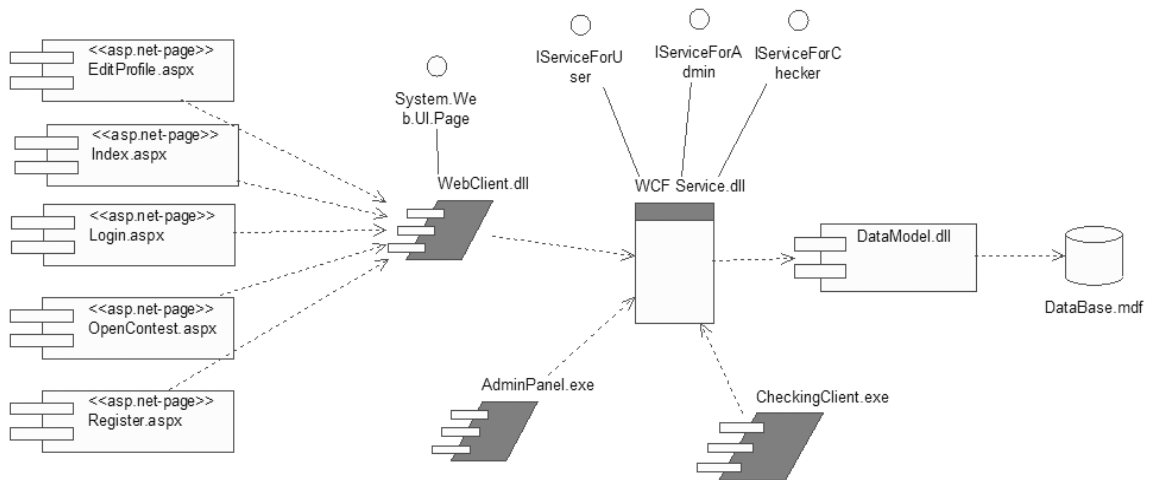 <<asp.net-page>>
EditProfile.aspx
<<asp.net-page>>
Index.aspx
<<asp.net-page>>
Login.aspx
<<asp.net-page>>
OpenContest.aspx
<<asp.net-page>>
Register.aspx
System.We
b.UI.Page
WebClient.dll
IServiceForU
ser
IServiceForA
dmin
IServiceForC
hecker
WCF Service.dll
AdminPanel.exe
CheckingClient.exe
DataModel.dll
DataBase.mdf